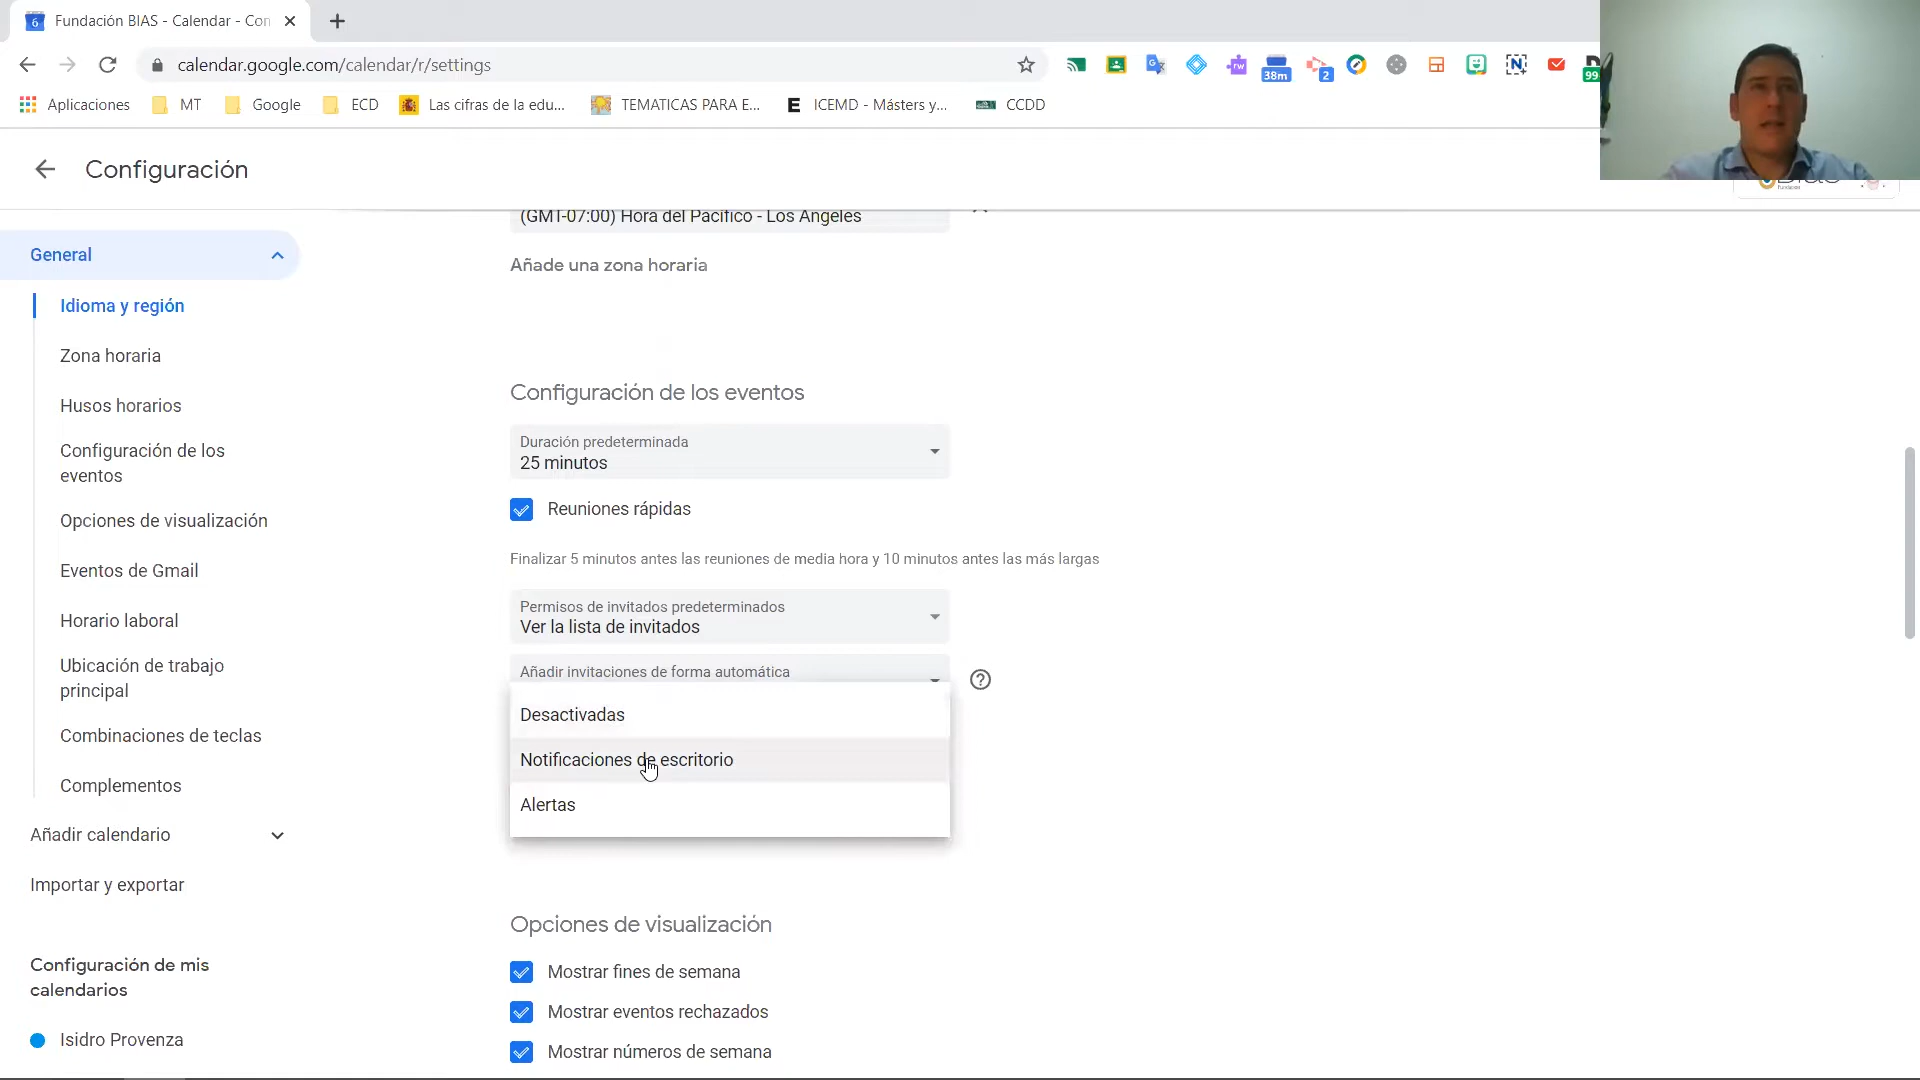 Fundación BIAS - Calendar - Con
calendar.google.com/calendar/r/settings
38m
2
99
Aplicaciones
MT
Google
ECD
Las cifras de la edu...
TEMATICAS PARA E...
ICEMD - Másters y...
CCDD
Configuración
(GMT-07:00) Hora del Pacífico - Los Ángeles
Añade una zona horaria
General
Idioma y región
Zona horaria
Husos horarios
Configuración de los
eventos
Opciones de visualización
Eventos de Gmail
Horario laboral
Ubicación de trabajo
principal
Combinaciones de teclas
Complementos
Añadir calendario
Importar y exportar
Configuración de mis
calendarios
Isidro Provenza
Configuración de los eventos
Duración predeterminada
25 minutos
Reuniones rápidas
Finalizar 5 minutos antes las reuniones de media hora y 10 minutos antes las más largas
Permisos de invitados predeterminados
Ver la lista de invitados
Añadir invitaciones de forma automática
Desactivadas
Notificaciones de escritorio
Alertas
Opciones de visualización
Mostrar fines de semana
Mostrar eventos rechazados
Mostrar números de semana